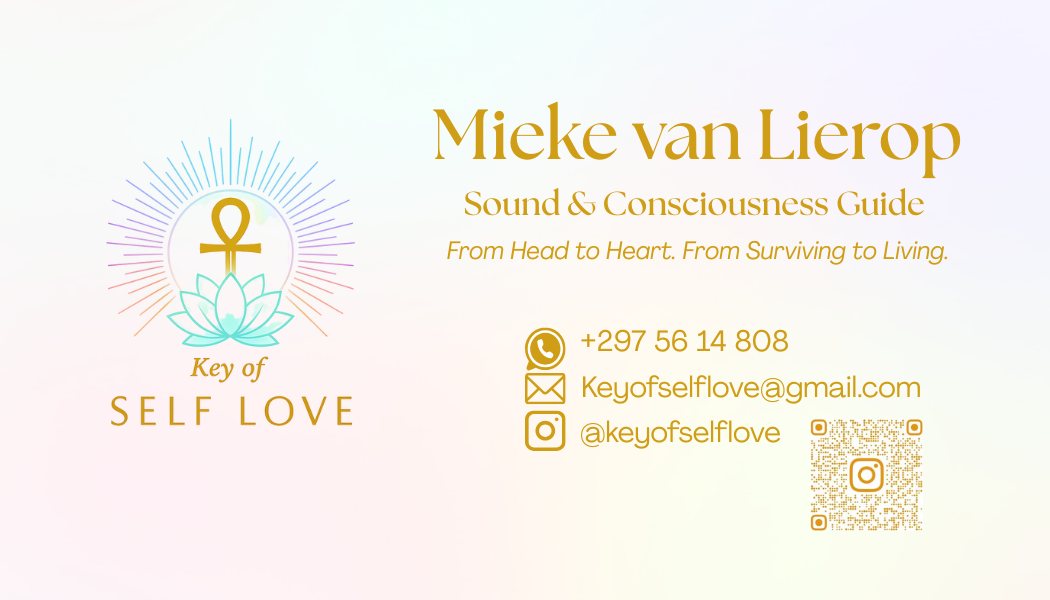 Mieke van Lierop
Sound & Consciousness Guide
From Head to Heart. From Surviving to Living.
Key of
SELF LOVE
+297 56 14 808
Keyofselflove@gmail.com
@keyofselflove